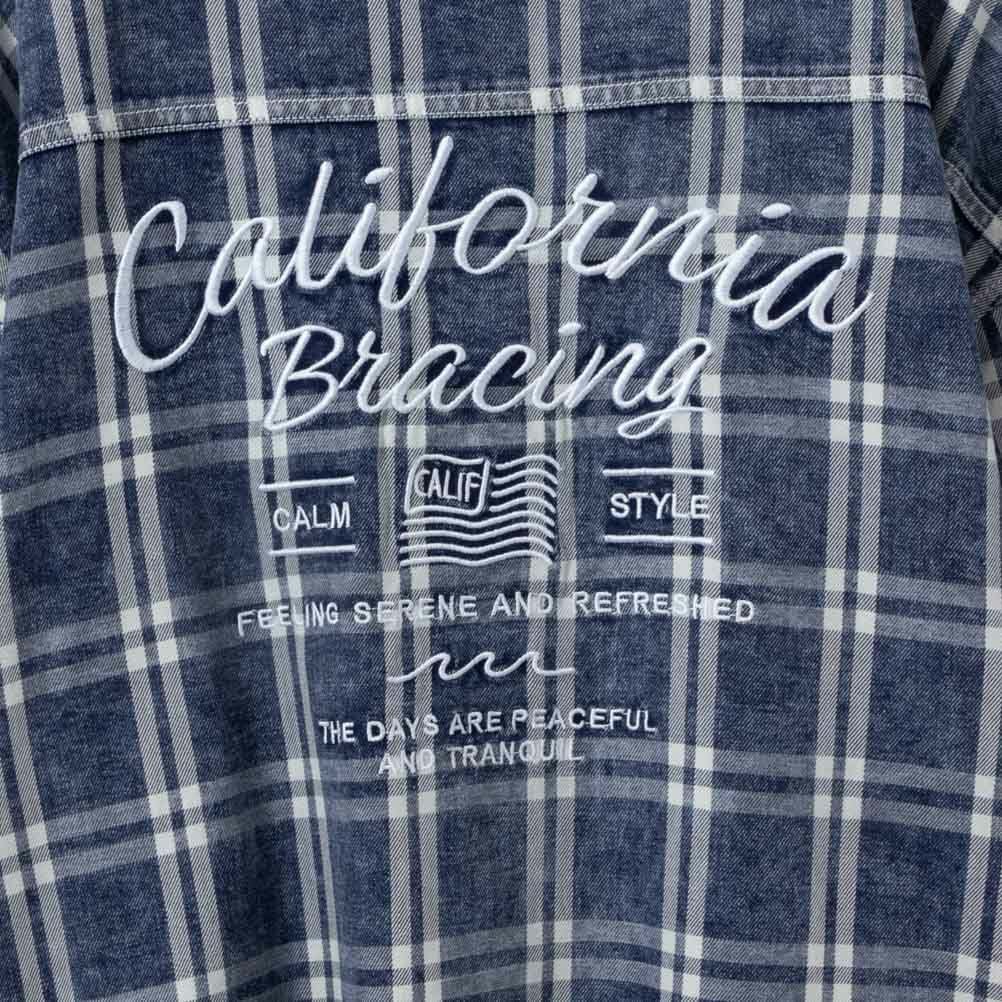 California
Bracing
CALIF
CALM
STYLE
FEELING SERENE AND REFRESHED
THE DAYS ARE PEACEFUL
AND TRANQUIL